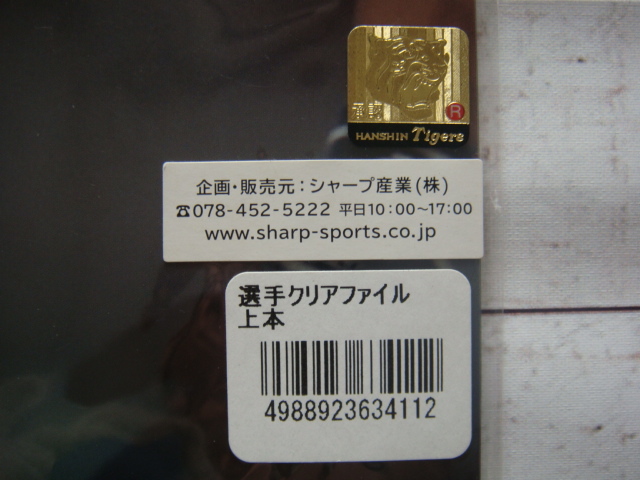 承認
R
HANSHIN Tigers
企画・販売元：シャープ産業(株)
☎078-452-5222 平日10:00～17:00
www.sharp-sports.co.jp
選手クリアファイル
上本
4988923634112